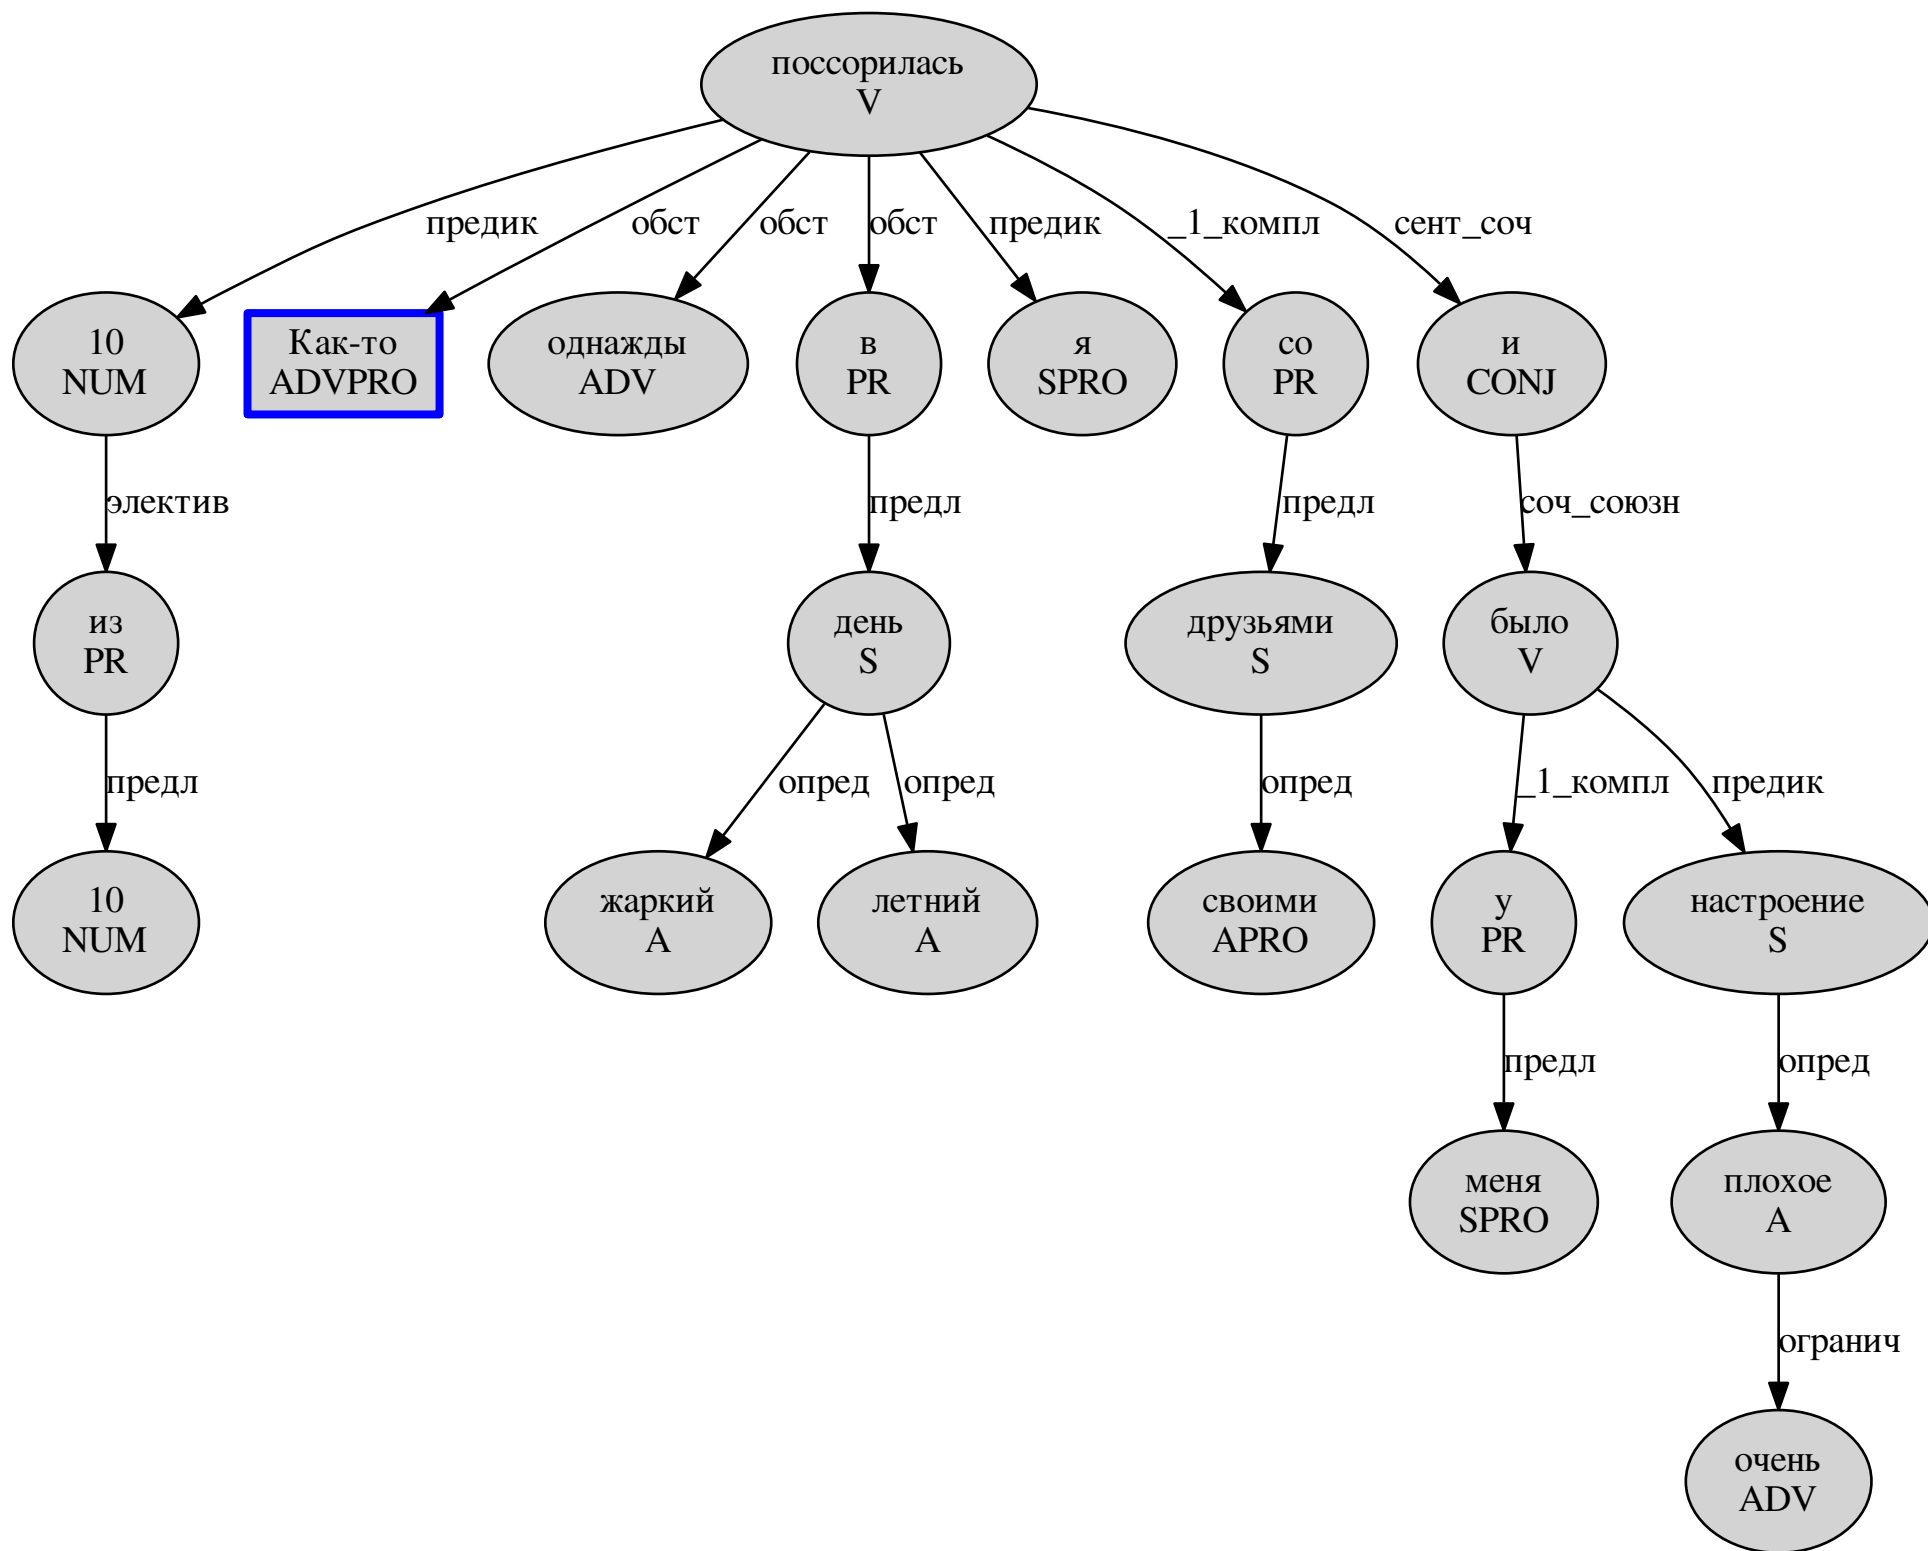 поссорилась
V
предик
обст
обст
обст
предик
_1_компл
сент_соч
10
NUM
Как-то
ADVPRO
однажды
ADV
в
PR
я
SPRO
со
PR
и
CONJ
электив
предл
предл
соч_союзн
из
PR
день
S
друзьями
S
было
V
предл
опред
опред
опред
_1_компл
предик
10
NUM
жаркий
A
летний
A
своими
APRO
у
PR
настроение
S
предл
опред
меня
SPRO
плохое
A
огранич
очень
ADV